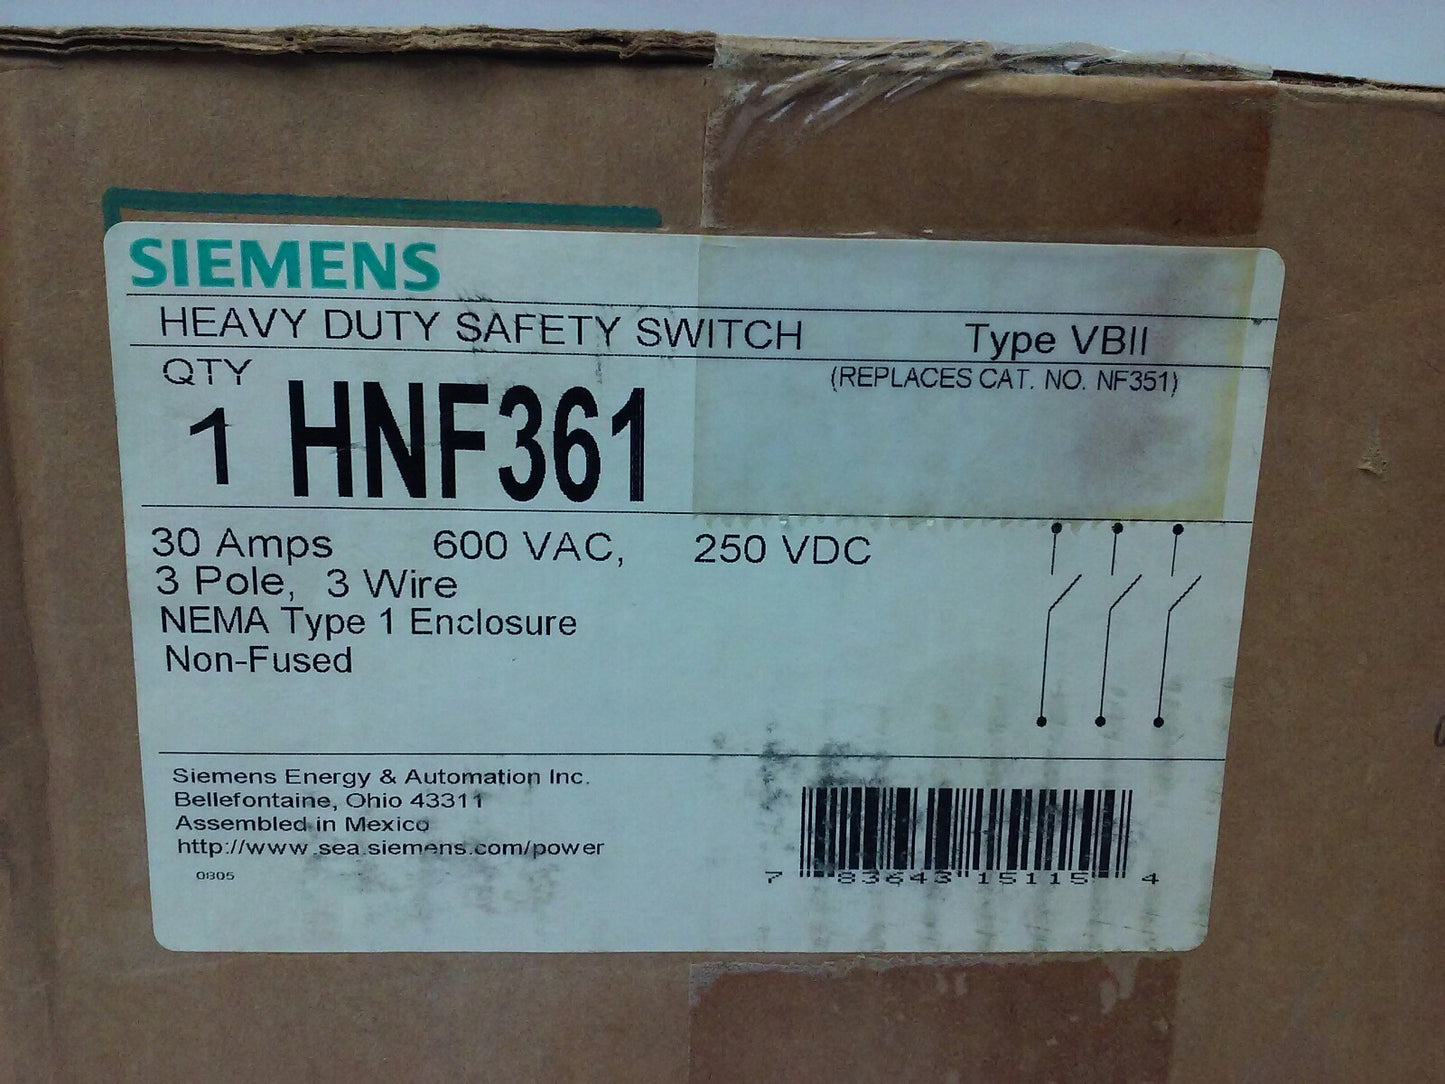 SIEMENS
HEAVY DUTY SAFETY SWITCH Type VBII
QTY (REPLACES CAT. NO. NF351)
1 HNF361
30 Amps 600 VAC, 250 VDC
3 Pole, 3 Wire
NEMA Type 1 Enclosure
Non-Fused
Siemens Energy & Automation Inc.
Bellefontaine, Ohio 43311
Assembled in Mexico
http://www.sea.siemens.com/power
0805
7 83643 15115 4